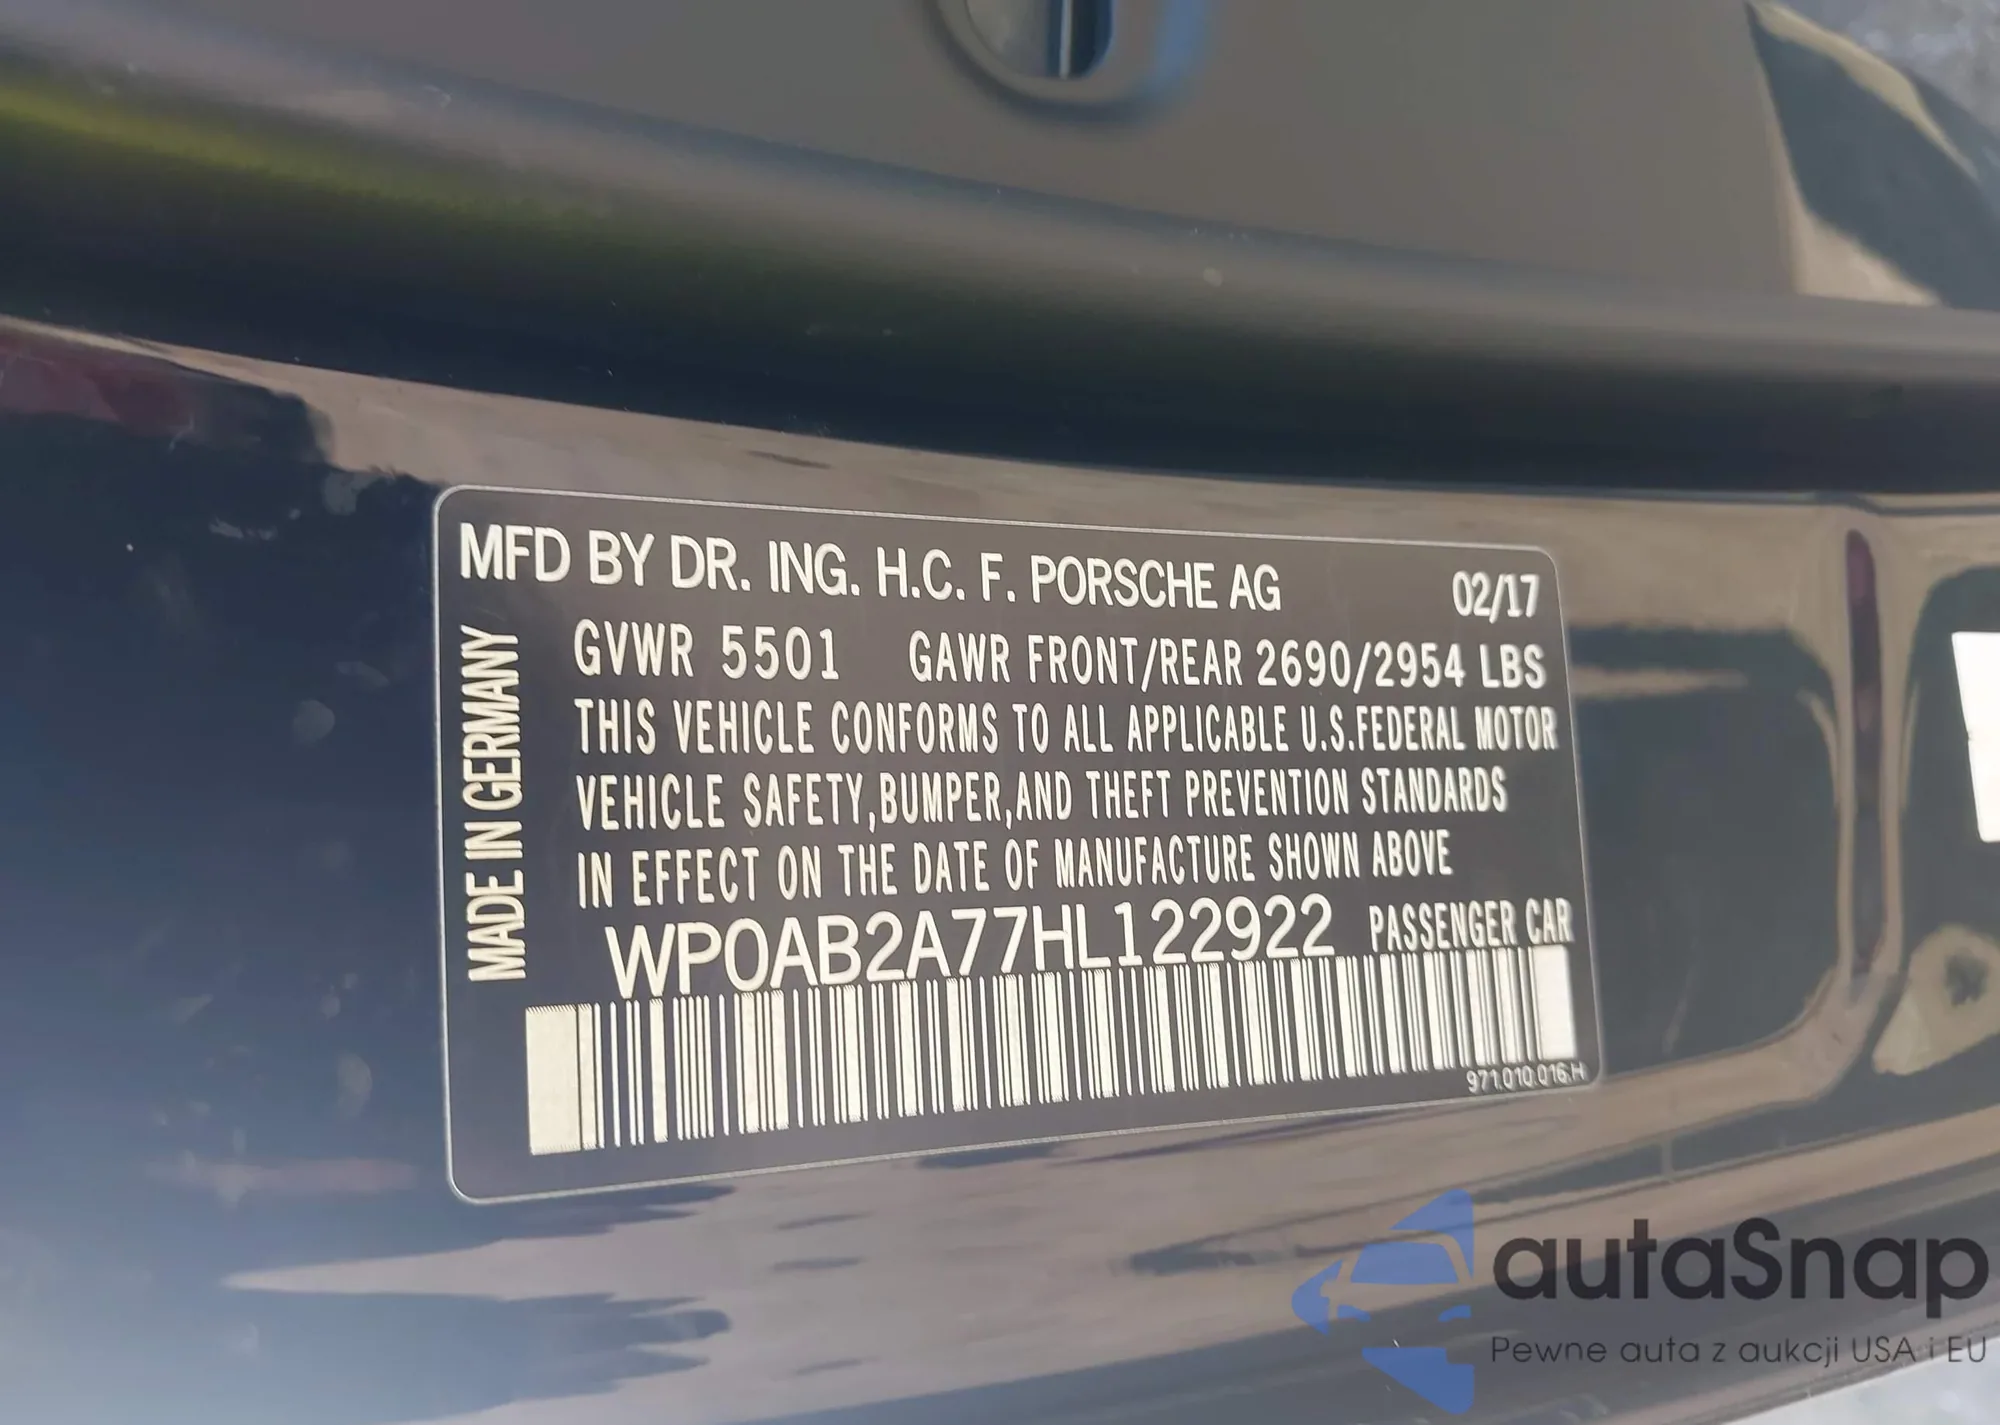 MFD BY DR. ING. H.C. F. PORSCHE AG 02/17
GVWR 5501 GAWR FRONT/REAR 2690/2954 LBS
THIS VEHICLE CONFORMS TO ALL APPLICABLE U.S.FEDERAL MOTOR
VEHICLE SAFETY,BUMPER,AND THEFT PREVENTION STANDARDS
IN EFFECT ON THE DATE OF MANUFACTURE SHOWN ABOVE
WP0AB2A77HL122922 PASSENGER CAR
971.010.016.H
MADE IN GERMANY
autaSnap
Pewne auta z aukcji USA i EU